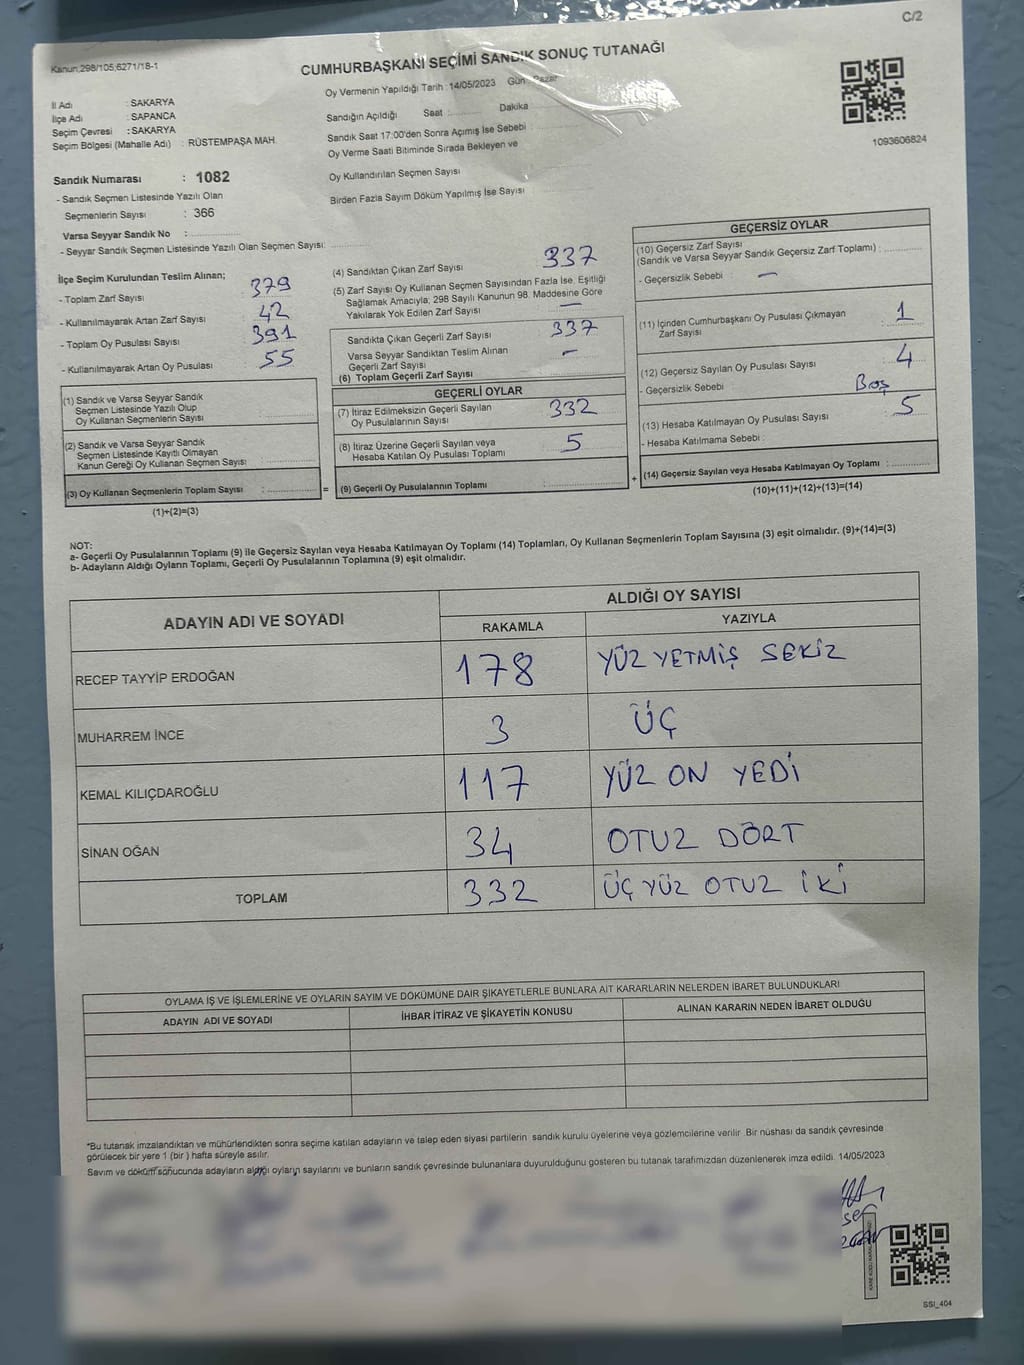 C/2
Kanun:298/105;6271/18-1
CUMHURBAŞKANI SEÇİMİ SANDIK SONUÇ TUTANAĞI
Oy Vermenin Yapıldığı Tarih :14/05/2023 Gün: Pazar
İl Adı : SAKARYA
İlçe Adı : SAPANCA
Seçim Çevresi : SAKARYA
Seçim Bölgesi (Mahalle Adı) : RÜSTEMPAŞA MAH.
Sandığın Açıldığı Saat : Dakika
Sandık Saat 17:00'den Sonra Açımış İse Sebebi :
Oy Verme Saati Bitiminde Sırada Bekleyen ve
Oy Kullandırılan Seçmen Sayısı
Birden Fazla Sayım Döküm Yapılmış İse Sayısı :
1093606824
Sandık Numarası : 1082
- Sandık Seçmen Listesinde Yazılı Olan
Seçmenlerin Sayısı : 366
Varsa Seyyar Sandık No :
- Seyyar Sandık Seçmen Listesinde Yazılı Olan Seçmen Sayısı:
İlçe Seçim Kurulundan Teslim Alınan;
- Toplam Zarf Sayısı 379
- Kullanılmayarak Artan Zarf Sayısı 42
- Toplam Oy Pusulası Sayısı 391
- Kullanılmayarak Artan Oy Pusulası 55
(1) Sandık ve Varsa Seyyar Sandık
Seçmen Listesinde Yazılı Olup
Oy Kullanan Seçmenlerin Sayısı :
(2) Sandık ve Varsa Seyyar Sandık
Seçmen Listesinde Kayıtlı Olmayan
Kanun Gereği Oy Kullanan Seçmen Sayısı :
(3) Oy Kullanan Seçmenlerin Toplam Sayısı : =
(1)+(2)=(3)
(4) Sandıktan Çıkan Zarf Sayısı 337
(5) Zarf Sayısı Oy Kullanan Seçmen Sayısından Fazla İse, Eşitliği
Sağlamak Amacıyla; 298 Sayılı Kanunun 98. Maddesine Göre
Yakılarak Yok Edilen Zarf Sayısı : —
Sandıkta Çıkan Geçerli Zarf Sayısı 337
Varsa Seyyar Sandıktan Teslim Alınan
Geçerli Zarf Sayısı —
(6) Toplam Geçerli Zarf Sayısı
GEÇERLİ OYLAR
(7) İtiraz Edilmeksizin Geçerli Sayılan
Oy Pusulalarının Sayısı 332
(8) İtiraz Üzerine Geçerli Sayılan veya
Hesaba Katılan Oy Pusulası Toplamı 5
(9) Geçerli Oy Pusulalarının Toplamı : +
GEÇERSİZ OYLAR
(10) Geçersiz Zarf Sayısı
(Sandık ve Varsa Seyyar Sandık Geçersiz Zarf Toplamı) :
- Geçersizlik Sebebi : —
(11) İçinden Cumhurbaşkanı Oy Pusulası Çıkmayan
Zarf Sayısı : 1
(12) Geçersiz Sayılan Oy Pusulası Sayısı : 4
- Geçersizlik Sebebi : Boş
(13) Hesaba Katılmayan Oy Pusulası Sayısı : 5
- Hesaba Katılmama Sebebi :
(14) Geçersiz Sayılan veya Hesaba Katılmayan Oy Toplamı :
(10)+(11)+(12)+(13)=(14)
NOT:
a- Geçerli Oy Pusulalarının Toplamı (9) ile Geçersiz Sayılan veya Hesaba Katılmayan Oy Toplamı (14) Toplamları, Oy Kullanan Seçmenlerin Toplam Sayısına (3) eşit olmalıdır. (9)+(14)=(3)
b- Adayların Aldığı Oyların Toplamı, Geçerli Oy Pusulalarının Toplamına (9) eşit olmalıdır.
ADAYIN ADI VE SOYADI ALDIĞI OY SAYISI
RAKAMLA YAZIYLA
RECEP TAYYİP ERDOĞAN 178 YÜZ YETMİŞ SEKİZ
MUHARREM İNCE 3 ÜÇ
KEMAL KILIÇDAROĞLU 117 YÜZ ON YEDİ
SİNAN OĞAN 34 OTUZ DÖRT
TOPLAM 332 ÜÇ YÜZ OTUZ İKİ
OYLAMA İŞ VE İŞLEMLERİNE VE OYLARIN SAYIM VE DÖKÜMÜNE DAİR ŞİKAYETLERLE BUNLARA AİT KARARLARIN NELERDEN İBARET BULUNDUKLARI
ADAYIN ADI VE SOYADI İHBAR İTİRAZ VE ŞİKAYETİN KONUSU ALINAN KARARIN NEDEN İBARET OLDUĞU
*Bu tutanak imzalandıktan ve mühürlendikten sonra seçime katılan adayların ve talep eden siyasi partilerin sandık kurulu üyelerine veya gözlemcilerine verilir. Bir nüshası da sandık çevresinde
görülecek bir yere 1 (bir) hafta süreyle asılır.
Sayım ve döküm sonucunda adayların aldığı oyların sayılarını ve bunların sandık çevresinde bulunanlara duyurulduğunu gösteren bu tutanak tarafımızdan düzenlenerek imza edildi. 14/05/2023
SSI_404